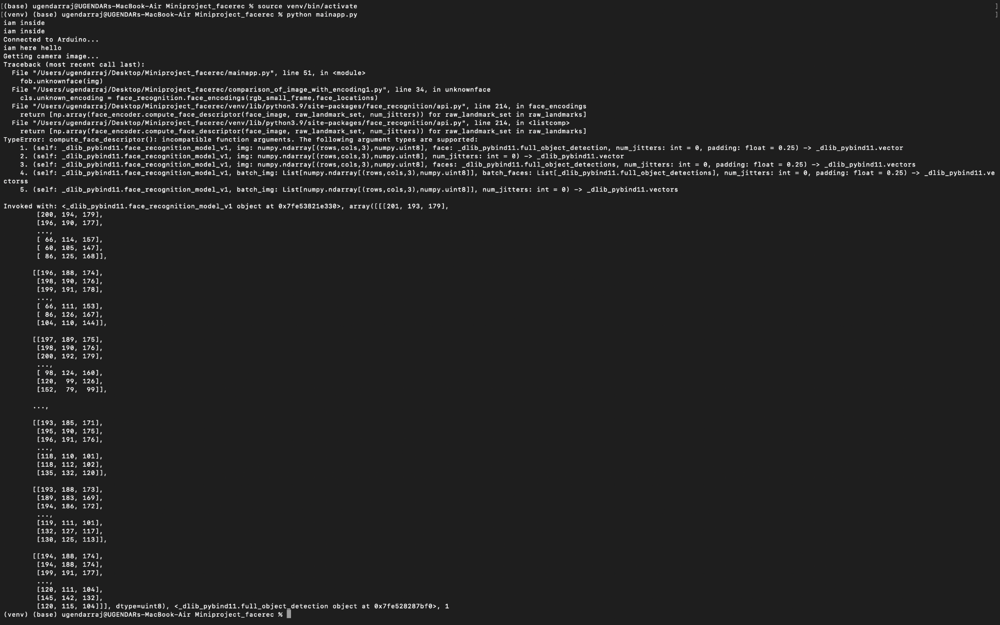 [(base) ugendarraj@UGENDARs-MacBook-Air Miniproject_facerec % source venv/bin/activate ]
[(venv) (base) ugendarraj@UGENDARs-MacBook-Air Miniproject_facerec % python mainapp.py ]
iam inside
iam inside
Connected to Arduino...
iam here hello
Getting camera image...
Traceback (most recent call last):
  File "/Users/ugendarraj/Desktop/Miniproject_facerec/mainapp.py", line 51, in <module>
    fob.unknownface(img)
  File "/Users/ugendarraj/Desktop/Miniproject_facerec/comparison_of_image_with_encoding1.py", line 34, in unknownface
    cls.unknown_encoding = face_recognition.face_encodings(rgb_small_frame,face_locations)
  File "/Users/ugendarraj/Desktop/Miniproject_facerec/venv/lib/python3.9/site-packages/face_recognition/api.py", line 214, in face_encodings
    return [np.array(face_encoder.compute_face_descriptor(face_image, raw_landmark_set, num_jitters)) for raw_landmark_set in raw_landmarks]
  File "/Users/ugendarraj/Desktop/Miniproject_facerec/venv/lib/python3.9/site-packages/face_recognition/api.py", line 214, in <listcomp>
    return [np.array(face_encoder.compute_face_descriptor(face_image, raw_landmark_set, num_jitters)) for raw_landmark_set in raw_landmarks]
TypeError: compute_face_descriptor(): incompatible function arguments. The following argument types are supported:
    1. (self: _dlib_pybind11.face_recognition_model_v1, img: numpy.ndarray[(rows,cols,3),numpy.uint8], face: _dlib_pybind11.full_object_detection, num_jitters: int = 0, padding: float = 0.25) -> _dlib_pybind11.vector
    2. (self: _dlib_pybind11.face_recognition_model_v1, img: numpy.ndarray[(rows,cols,3),numpy.uint8], num_jitters: int = 0) -> _dlib_pybind11.vector
    3. (self: _dlib_pybind11.face_recognition_model_v1, img: numpy.ndarray[(rows,cols,3),numpy.uint8], faces: _dlib_pybind11.full_object_detections, num_jitters: int = 0, padding: float = 0.25) -> _dlib_pybind11.vectors
    4. (self: _dlib_pybind11.face_recognition_model_v1, batch_img: List[numpy.ndarray[(rows,cols,3),numpy.uint8]], batch_faces: List[_dlib_pybind11.full_object_detections], num_jitters: int = 0, padding: float = 0.25) -> _dlib_pybind11.ve
ctorss
    5. (self: _dlib_pybind11.face_recognition_model_v1, batch_img: List[numpy.ndarray[(rows,cols,3),numpy.uint8]], num_jitters: int = 0) -> _dlib_pybind11.vectors

Invoked with: <_dlib_pybind11.face_recognition_model_v1 object at 0x7fe53821e330>, array([[[201, 193, 179],
        [200, 194, 179],
        [196, 190, 177],
        ...,
        [ 66, 114, 157],
        [ 60, 105, 147],
        [ 86, 125, 168]],

       [[196, 188, 174],
        [198, 190, 176],
        [199, 191, 178],
        ...,
        [ 66, 111, 153],
        [ 86, 126, 167],
        [104, 110, 144]],

       [[197, 189, 175],
        [198, 190, 176],
        [200, 192, 179],
        ...,
        [ 98, 124, 160],
        [120,  99, 126],
        [152,  79,  99]],

       ...,

       [[193, 185, 171],
        [195, 190, 175],
        [196, 191, 176],
        ...,
        [118, 110, 101],
        [118, 112, 102],
        [135, 132, 120]],

       [[193, 188, 173],
        [189, 183, 169],
        [194, 186, 172],
        ...,
        [119, 111, 101],
        [132, 127, 117],
        [130, 125, 113]],

       [[194, 188, 174],
        [194, 188, 174],
        [199, 191, 177],
        ...,
        [120, 111, 104],
        [145, 142, 132],
        [120, 115, 104]]], dtype=uint8), <_dlib_pybind11.full_object_detection object at 0x7fe528287bf0>, 1
(venv) (base) ugendarraj@UGENDARs-MacBook-Air Miniproject_facerec %